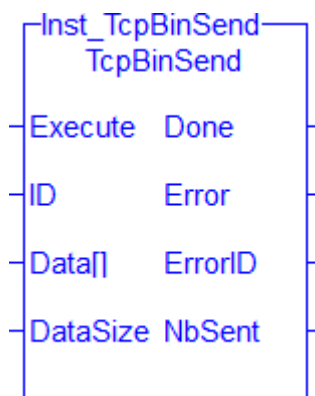 Inst_TcpBinSend
TcpBinSend
Execute Done
ID Error
Data[] ErrorID
DataSize NbSent